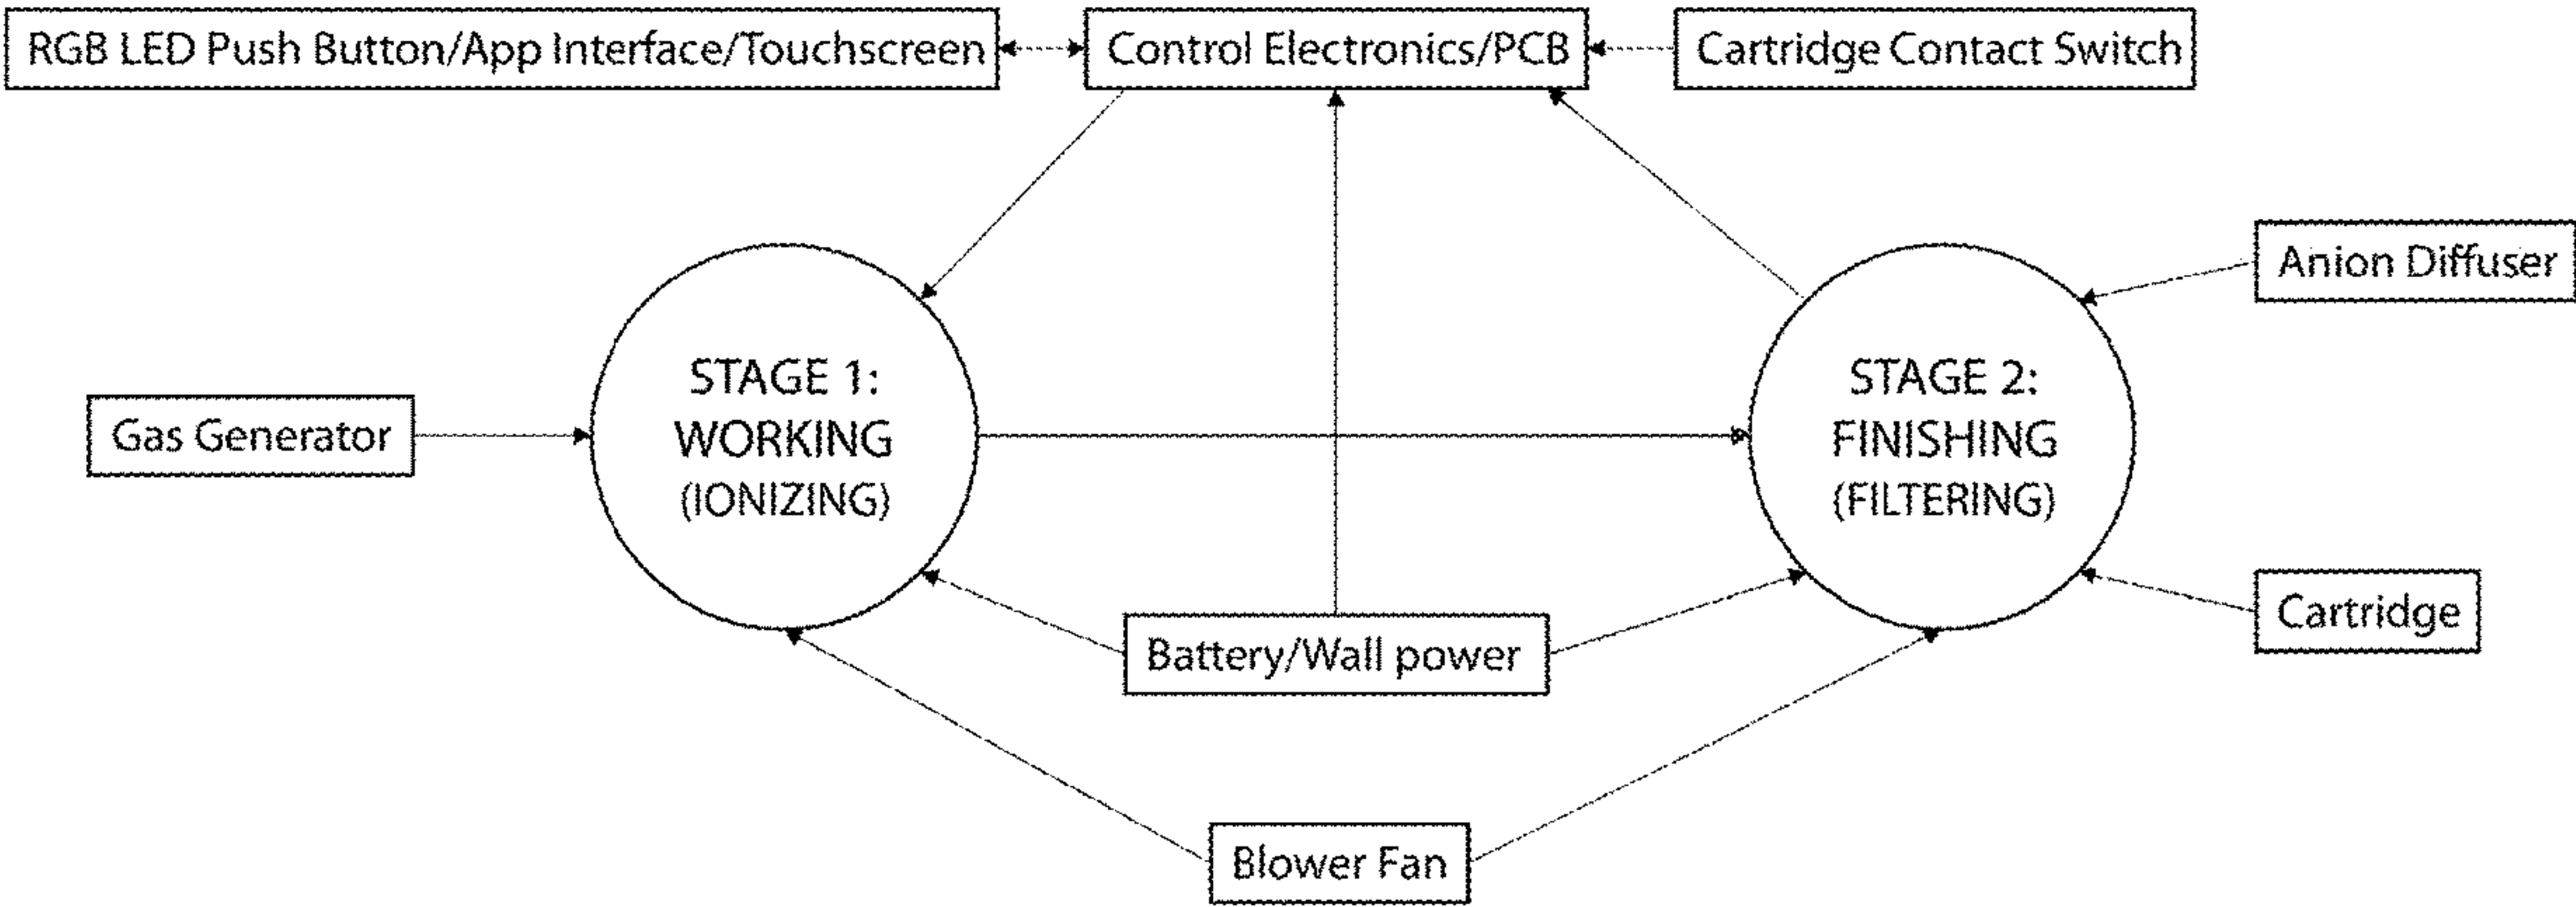 RGB LED Push Button/App Interface/Touchscreen
Control Electronics/PCB
Cartridge Contact Switch
Anion Diffuser
STAGE 1:
WORKING
(IONIZING)
STAGE 2:
FINISHING
(FILTERING)
Gas Generator
Cartridge
Battery/Wall power
Blower Fan